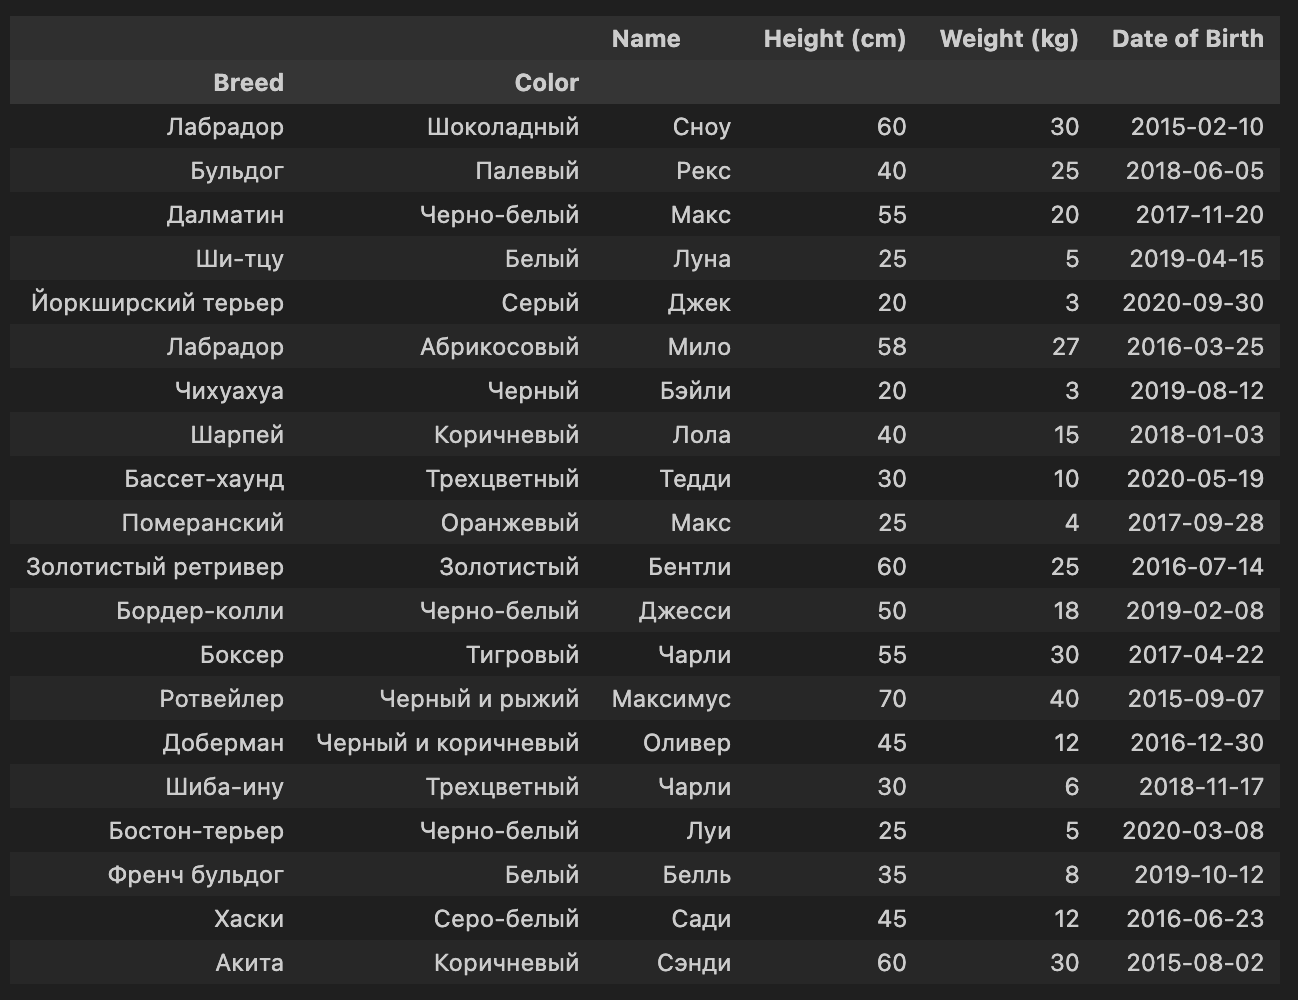 Name Height (cm) Weight (kg) Date of Birth
Breed Color
Лабрадор Шоколадный Сноу 60 30 2015-02-10
Бульдог Палевый Рекс 40 25 2018-06-05
Далматин Черно-белый Макс 55 20 2017-11-20
Ши-тцу Белый Луна 25 5 2019-04-15
Йоркширский терьер Серый Джек 20 3 2020-09-30
Лабрадор Абрикосовый Мило 58 27 2016-03-25
Чихуахуа Черный Бэйли 20 3 2019-08-12
Шарпей Коричневый Лола 40 15 2018-01-03
Бассет-хаунд Трехцветный Тедди 30 10 2020-05-19
Померанский Оранжевый Макс 25 4 2017-09-28
Золотистый ретривер Золотистый Бентли 60 25 2016-07-14
Бордер-колли Черно-белый Джесси 50 18 2019-02-08
Боксер Тигровый Чарли 55 30 2017-04-22
Ротвейлер Черный и рыжий Максимус 70 40 2015-09-07
Доберман Черный и коричневый Оливер 45 12 2016-12-30
Шиба-ину Трехцветный Чарли 30 6 2018-11-17
Бостон-терьер Черно-белый Луи 25 5 2020-03-08
Френч бульдог Белый Белль 35 8 2019-10-12
Хаски Серо-белый Сади 45 12 2016-06-23
Акита Коричневый Сэнди 60 30 2015-08-02